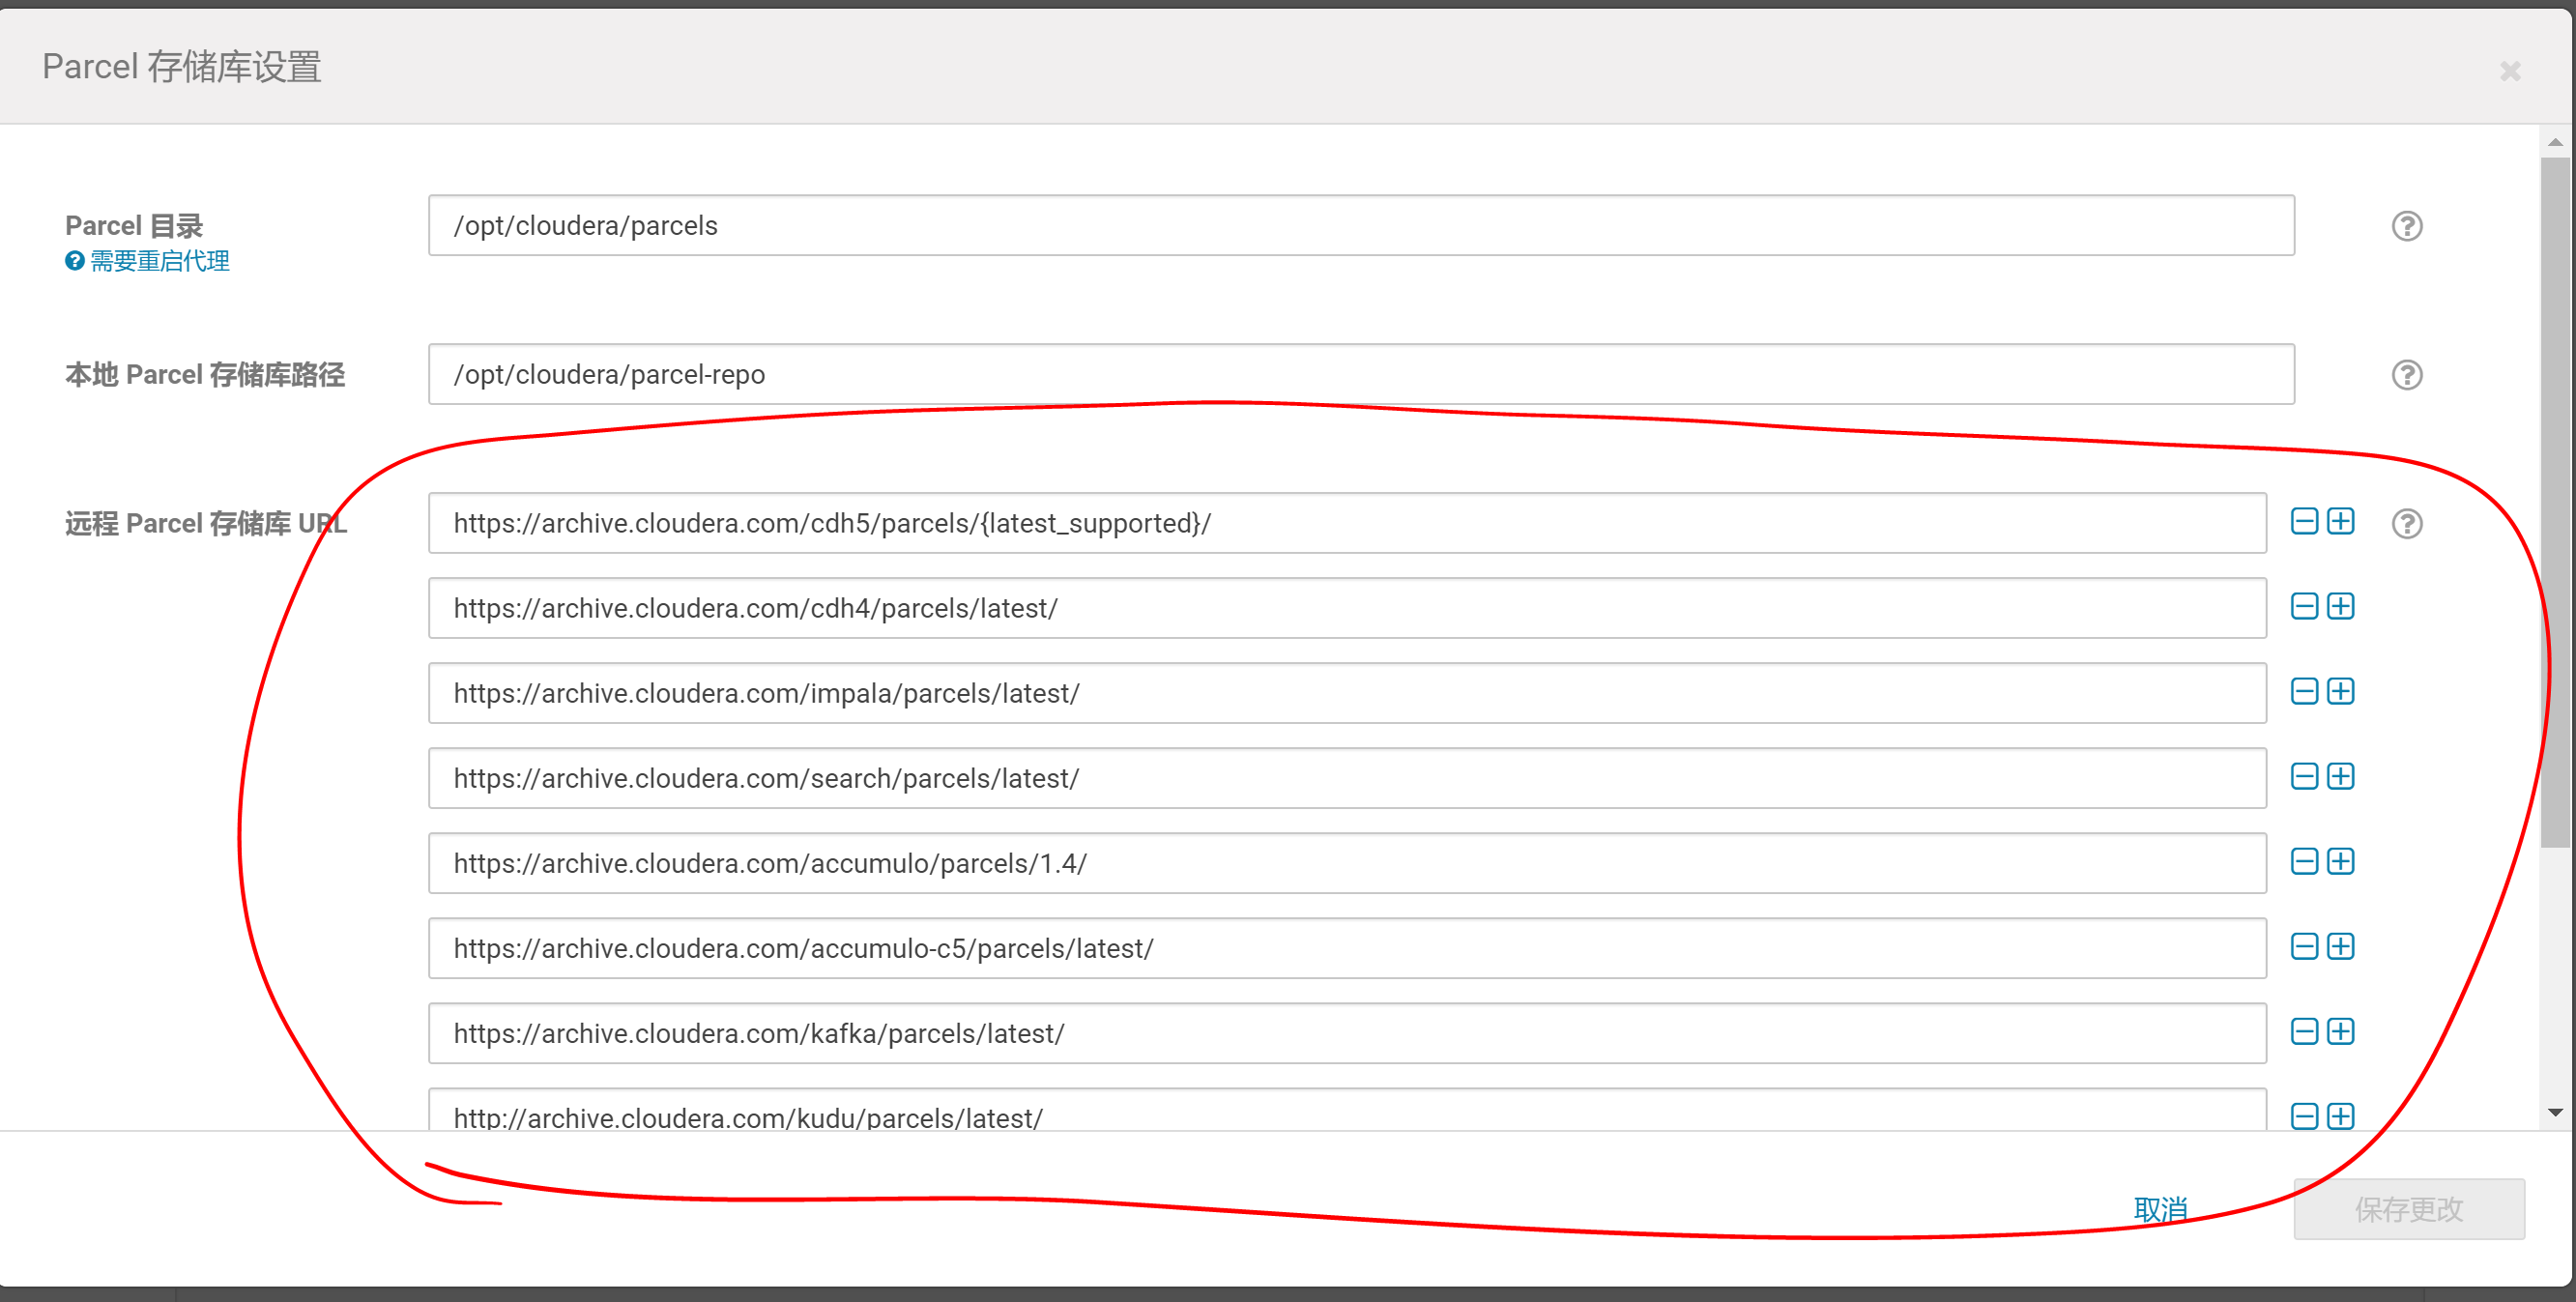 Parcel 存储库设置
Parcel 目录
需要重启代理
/opt/cloudera/parcels
本地 Parcel 存储库路径
/opt/cloudera/parcel-repo
远程 Parcel 存储库 URL
https://archive.cloudera.com/cdh5/parcels/{latest_supported}/
https://archive.cloudera.com/cdh4/parcels/latest/
https://archive.cloudera.com/impala/parcels/latest/
https://archive.cloudera.com/search/parcels/latest/
https://archive.cloudera.com/accumulo/parcels/1.4/
https://archive.cloudera.com/accumulo-c5/parcels/latest/
https://archive.cloudera.com/kafka/parcels/latest/
http://archive.cloudera.com/kudu/parcels/latest/
取消
保存更改